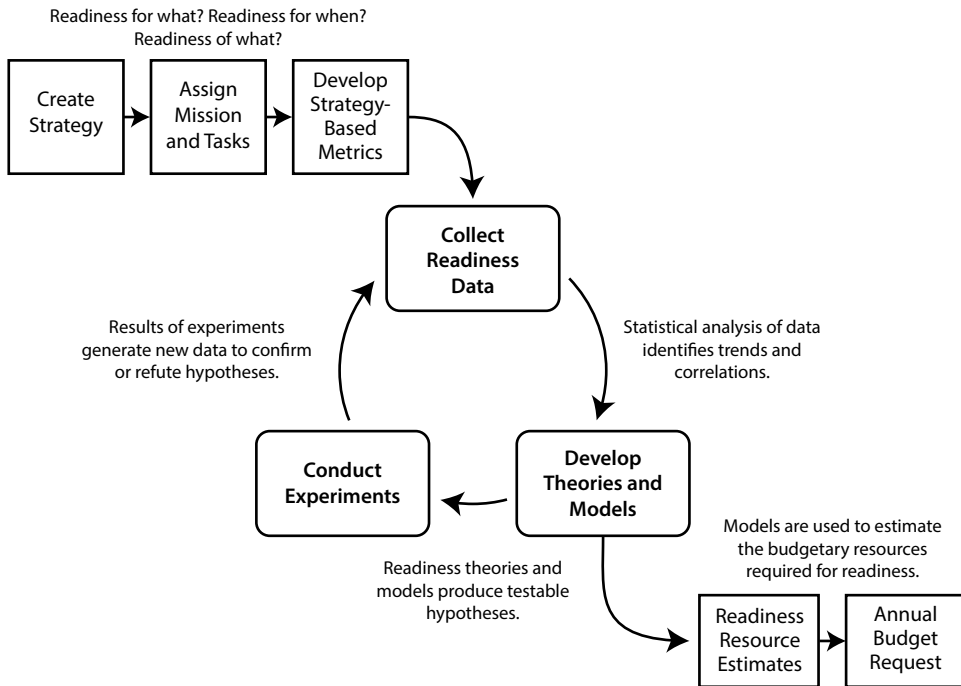 Readiness for what? Readiness for when?
Readiness of what?
Create
Strategy
Assign
Mission
and Tasks
Develop
Strategy-
Based
Metrics
Collect
Readiness
Data
Results of experiments
generate new data to confirm
or refute hypotheses.
Statistical analysis of data
identifies trends and
correlations.
Conduct
Experiments
Develop
Theories and
Models
Readiness theories and
models produce testable
hypotheses.
Models are used to estimate
the budgetary resources
required for readiness.
Readiness
Resource
Estimates
Annual
Budget
Request